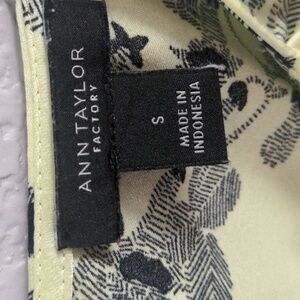 ANN TAYLOR
FACTORY
S
MADE IN
INDONESIA